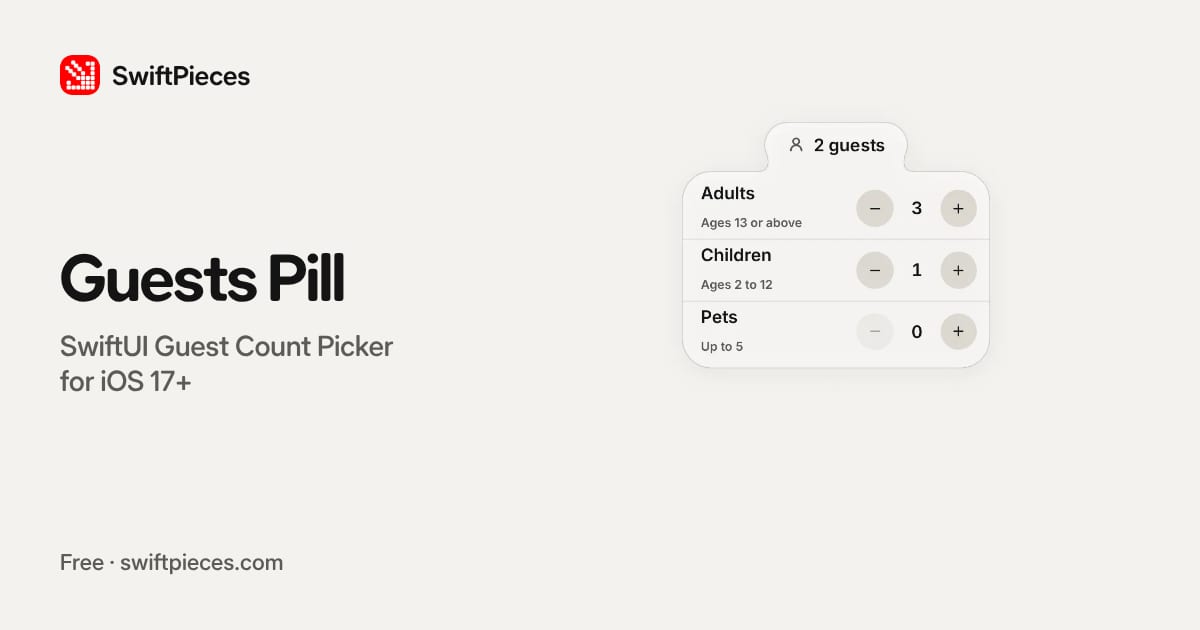 SwiftPieces
Guests Pill
SwiftUI Guest Count Picker
for iOS 17+
Free · swiftpieces.com
2 guests
Adults
Ages 13 or above
− 3 +
Children
Ages 2 to 12
− 1 +
Pets
Up to 5
− 0 +